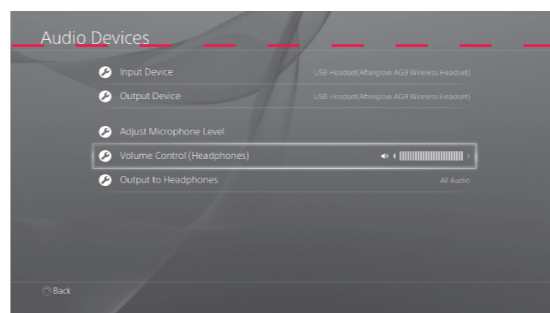 Audio Devices
Input Device USB Headset(Afterglow AG9 Wireless Headset)
Output Device USB Headset(Afterglow AG9 Wireless Headset)
Adjust Microphone Level
Volume Control (Headphones)
Output to Headphones All Audio
Back